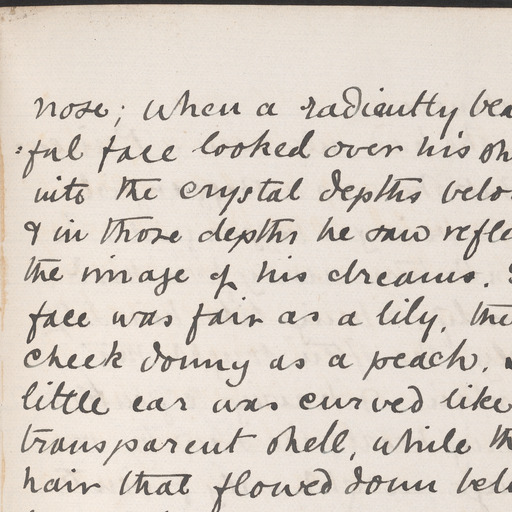 nose; when a radiantly bea
:ful face looked over his sh
into the crystal depths belo
& in those depths he saw refle
the image of his dreams.
face was fair as a lily, the
cheek downy as a peach.
little ear was curved like
transparent shell, while th
hair that flowed down bel